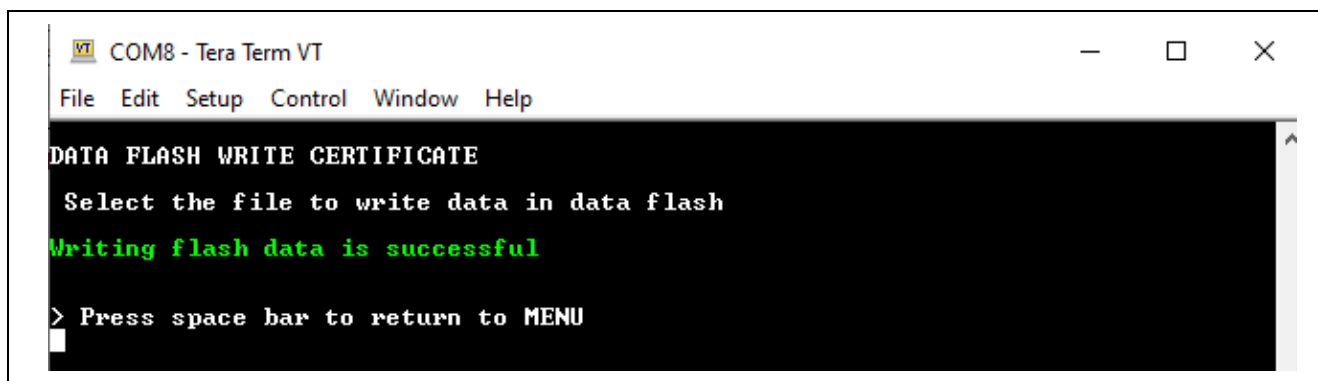 VT COM8 - Tera Term VT
File Edit Setup Control Window Help
DATA FLASH WRITE CERTIFICATE
Select the file to write data in data flash
Writing flash data is successful
> Press space bar to return to MENU